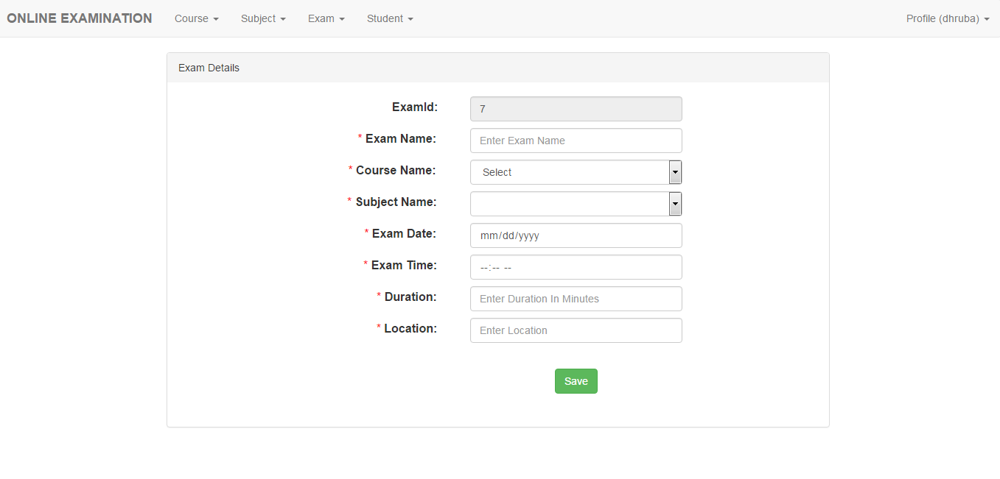 ONLINE EXAMINATION Course Subject Exam Student Profile (dhruba)
Exam Details
ExamId: 7
* Exam Name: Enter Exam Name
* Course Name: Select
* Subject Name:
* Exam Date: mm/dd/yyyy
* Exam Time: --:-- --
* Duration: Enter Duration In Minutes
* Location: Enter Location
Save